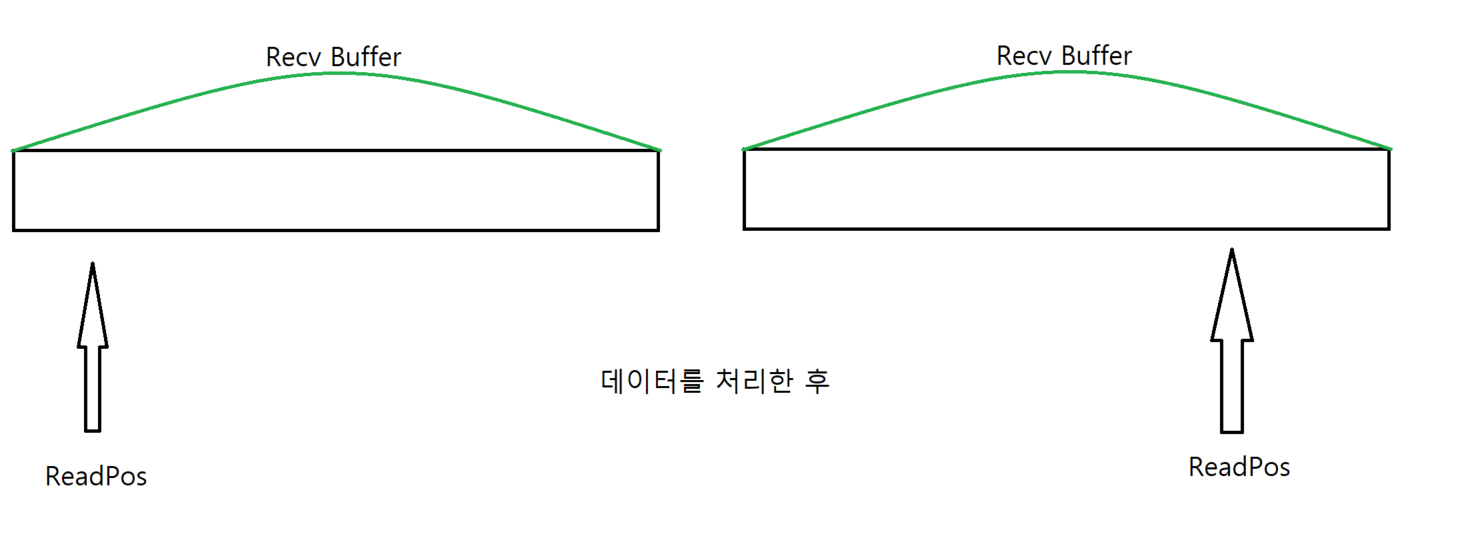 Recv Buffer
Recv Buffer
데이터를 처리한 후
ReadPos
ReadPos